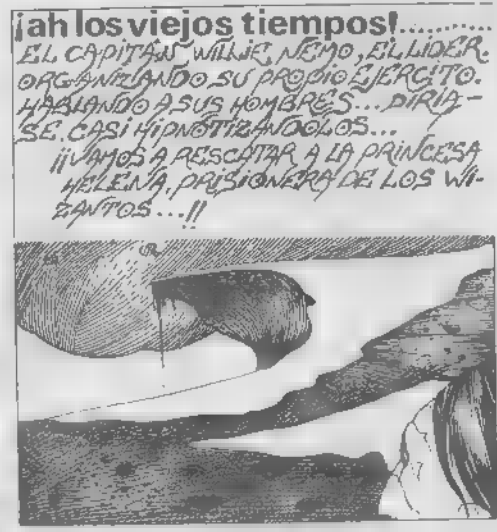 ¡ah los viejos tiempos!..........
EL CAPITÁN WILLIE NEMO, EL LIDER.
ORGANIZANDO SU PROPIO EJERCITO.
HABLANDO A SUS HOMBRES... DIRIA-
SE CASI HIPNOTIZANDOLOS...
¡¡VAMOS A RESCATAR A LA PRINCESA
HELENA, PRISIONERA DE LOS WI-
ZANTOS...!!